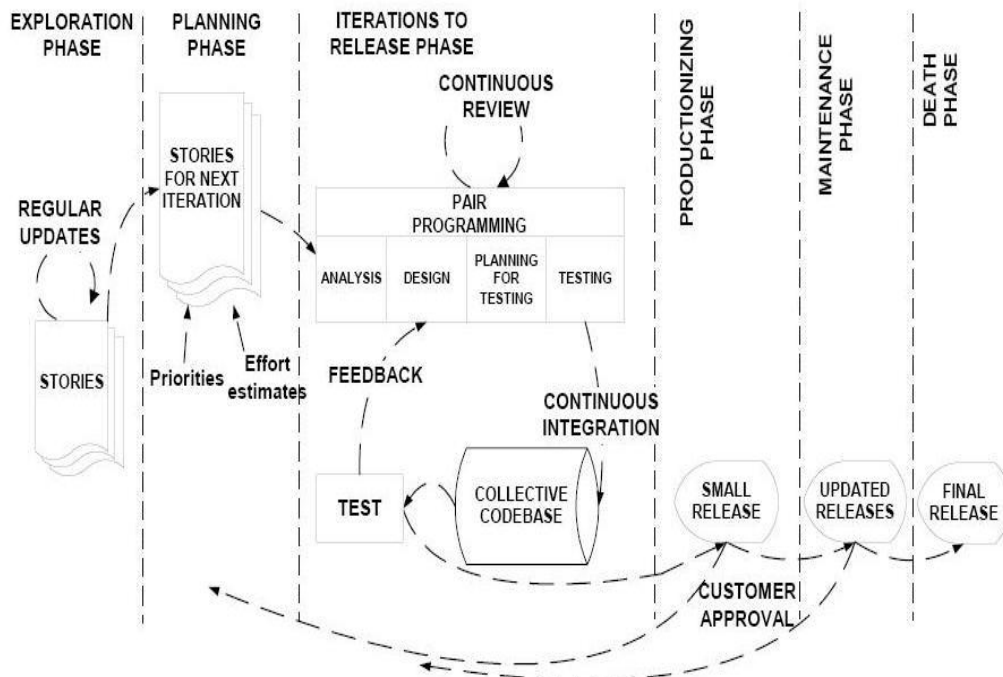 EXPLORATION
PHASE
PLANNING
PHASE
ITERATIONS TO
RELEASE PHASE
PRODUCTIONIZING
PHASE
MAINTENANCE
PHASE
DEATH
PHASE
CONTINUOUS
REVIEW
STORIES
FOR NEXT
ITERATION
REGULAR
UPDATES
STORIES
Priorities
Effort
estimates
PAIR
PROGRAMMING
ANALYSIS
DESIGN
PLANNING
FOR
TESTING
TESTING
FEEDBACK
CONTINUOUS
INTEGRATION
TEST
COLLECTIVE
CODEBASE
SMALL
RELEASE
UPDATED
RELEASES
FINAL
RELEASE
CUSTOMER
APPROVAL